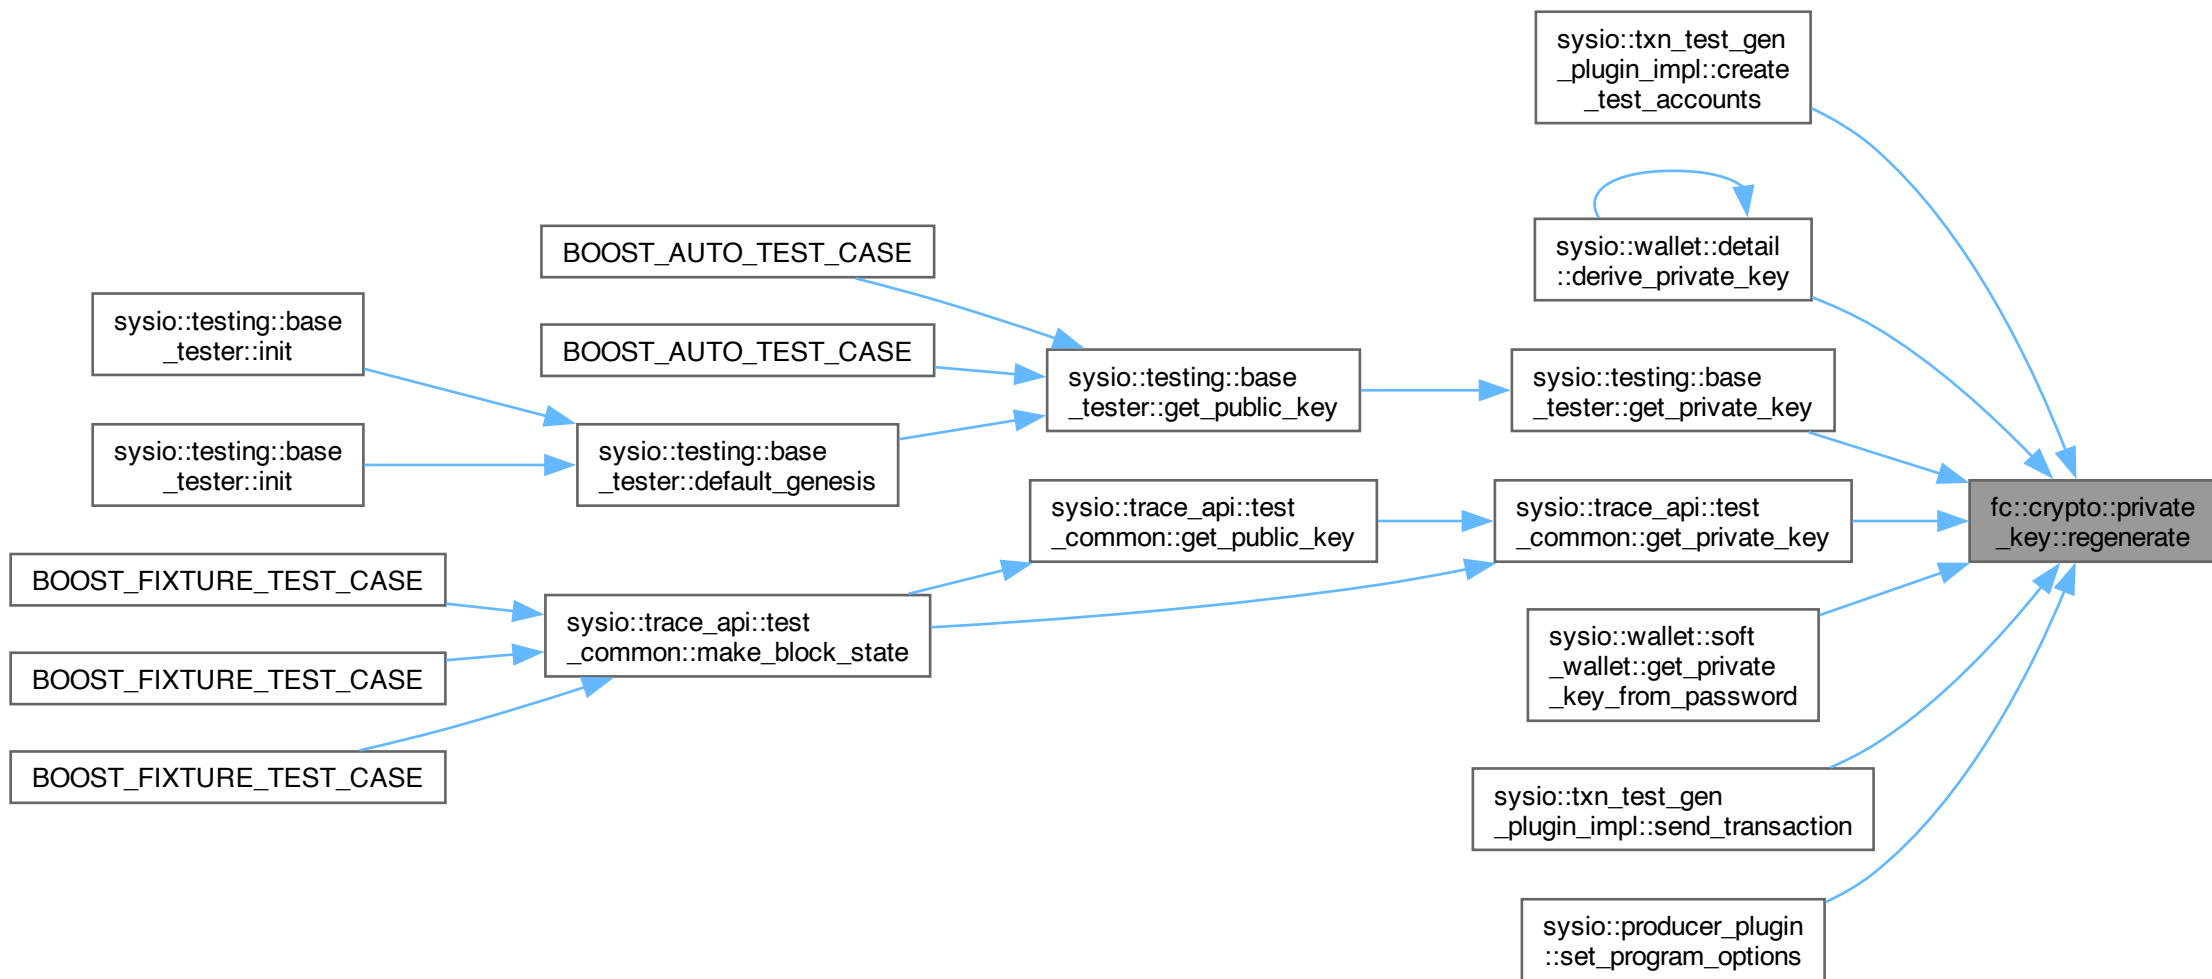 sysio::txn_test_gen
_plugin_impl::create
_test_accounts
sysio::wallet::detail
::derive_private_key
BOOST_AUTO_TEST_CASE
sysio::testing::base
_tester::init
BOOST_AUTO_TEST_CASE
sysio::testing::base
_tester::get_public_key
sysio::testing::base
_tester::get_private_key
sysio::testing::base
_tester::init
sysio::testing::base
_tester::default_genesis
sysio::trace_api::test
_common::get_public_key
sysio::trace_api::test
_common::get_private_key
fc::crypto::private
_key::regenerate
BOOST_FIXTURE_TEST_CASE
sysio::trace_api::test
_common::make_block_state
BOOST_FIXTURE_TEST_CASE
BOOST_FIXTURE_TEST_CASE
sysio::wallet::soft
_wallet::get_private
_key_from_password
sysio::txn_test_gen
_plugin_impl::send_transaction
sysio::producer_plugin
::set_program_options